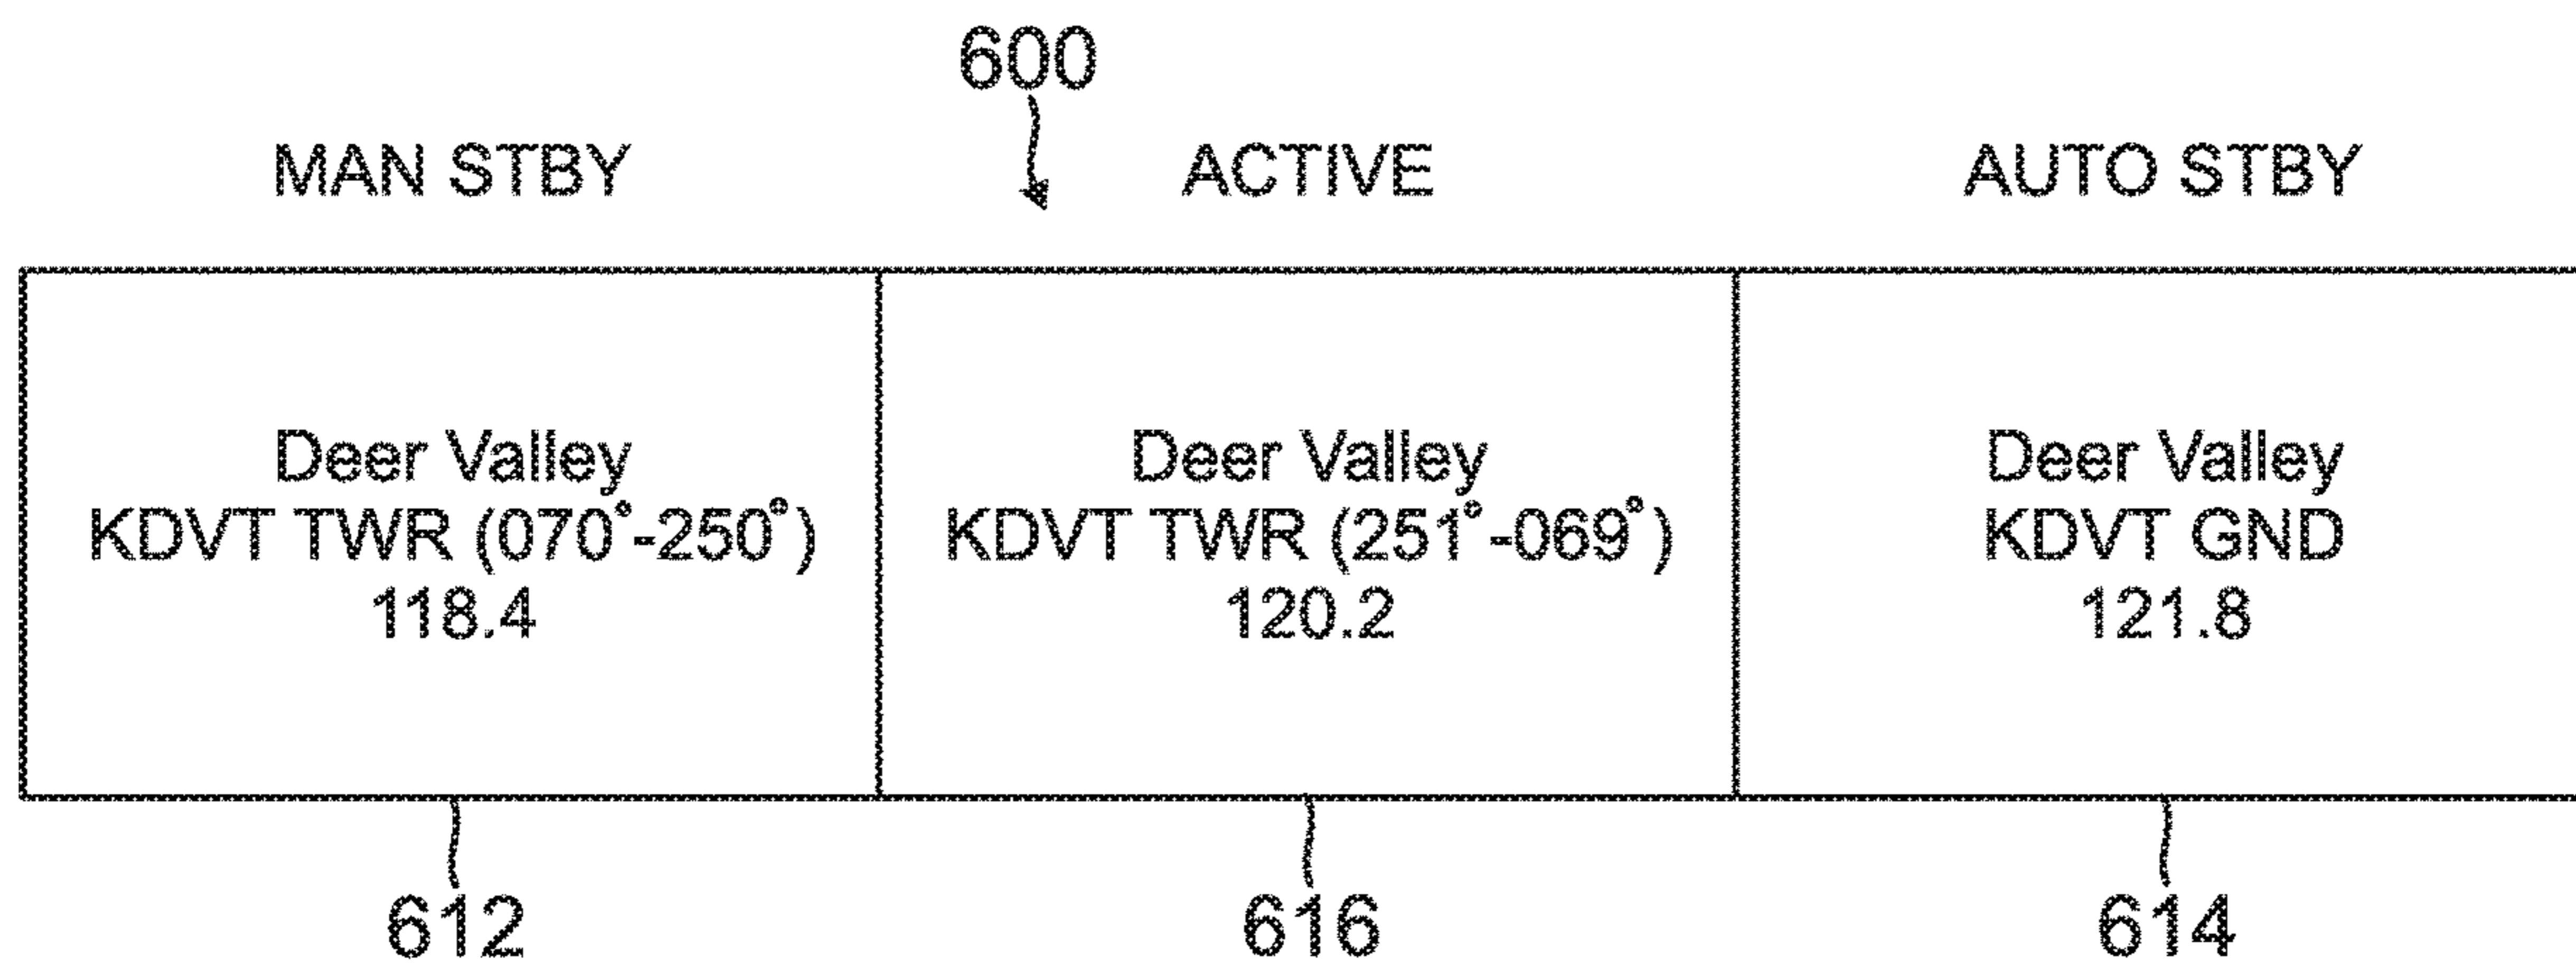 600
MAN STBY ACTIVE AUTO STBY
Deer Valley
KDVT TWR (070°-250°)
118.4
Deer Valley
KDVT TWR (251°-069°)
120.2
Deer Valley
KDVT GND
121.8
612 616 614